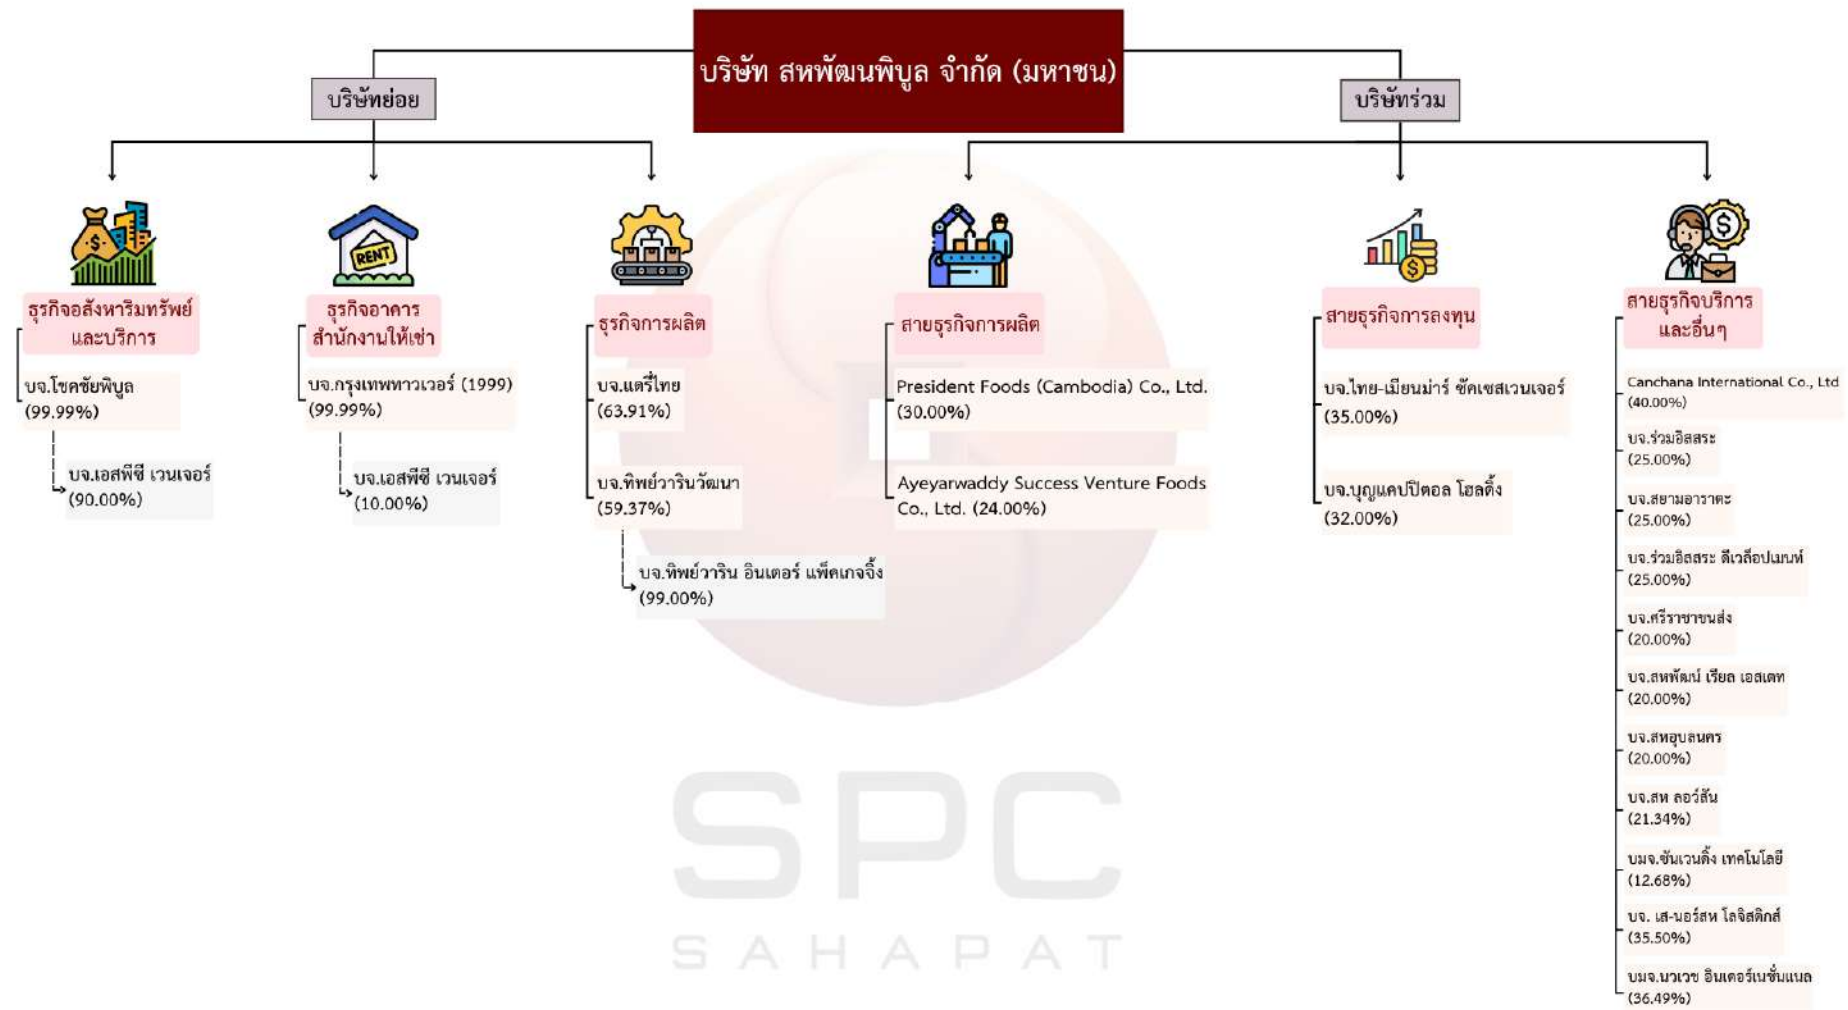 บริษัท สหพัฒนพิบูล จำกัด (มหาชน)
บริษัทย่อย
บริษัทร่วม
RENT
ธุรกิจอสังหาริมทรัพย์
และบริการ
บจ.โชคชัยพิบูล
(99.99%)
บจ.เอสพีซี เวนเจอร์
(90.00%)
ธุรกิจอาคาร
สำนักงานให้เช่า
บจ.กรุงเทพทาวเวอร์ (1999)
(99.99%)
บจ.เอสพีซี เวนเจอร์
(10.00%)
ธุรกิจการผลิต
บจ.แดรี่ไทย
(63.91%)
บจ.ทิพย์วารินวัฒนา
(59.37%)
บจ.ทิพย์วาริน อินเตอร์ แพ็คเกจจิ้ง
(99.00%)
สายธุรกิจการผลิต
President Foods (Cambodia) Co., Ltd.
(30.00%)
Ayeyarwaddy Success Venture Foods
Co., Ltd. (24.00%)
สายธุรกิจการลงทุน
บจ.ไทย-เมียนม่าร์ ซัคเซสเวนเจอร์
(35.00%)
บจ.บุญแคปปิตอล โฮลดิ้ง
(32.00%)
สายธุรกิจบริการ
และอื่นๆ
Canchana International Co., Ltd
(40.00%)
บจ.ร่วมอิสสระ
(25.00%)
บจ.สยามอาราตะ
(25.00%)
บจ.ร่วมอิสสระ ดีเวล็อปเมนท์
(25.00%)
บจ.ศรีราชาขนส่ง
(20.00%)
บจ.สหพัฒน์ เรียล เอสเตท
(20.00%)
บจ.สหอุบลนคร
(20.00%)
บจ.สห ลอว์สัน
(21.34%)
บมจ.ซันเวนดิ้ง เทคโนโลยี
(12.68%)
บจ. เส-นอร์สห โลจิสติกส์
(35.50%)
บมจ.นวเวช อินเตอร์เนชั่นแนล
(36.49%)
SPC
SAHAPAT